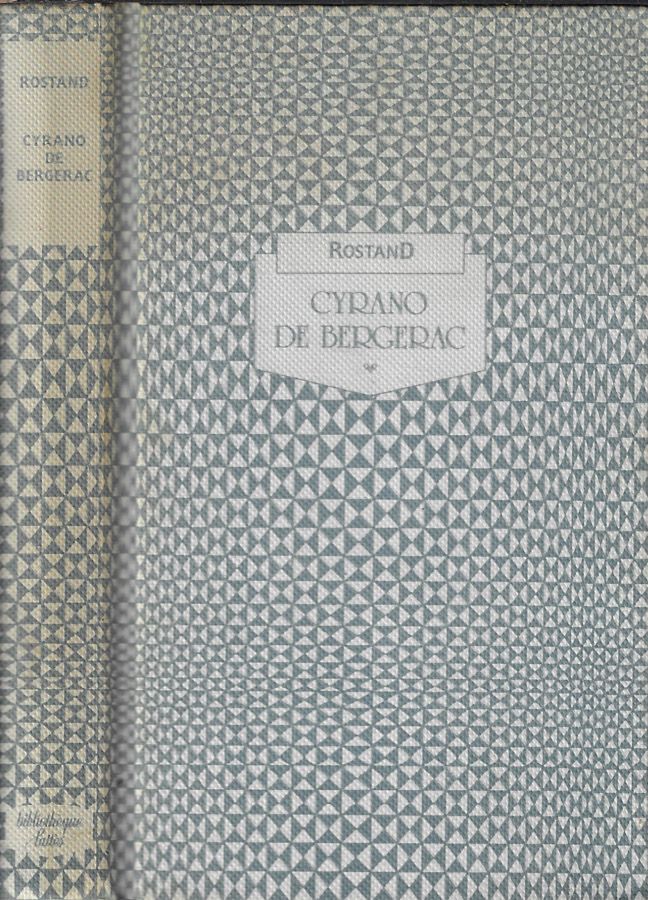 ROSTAND
CYRANO
DE
BERGERAC
bibliothèque
Lattès
ROSTAND
CYRANO
DE BERGERAC